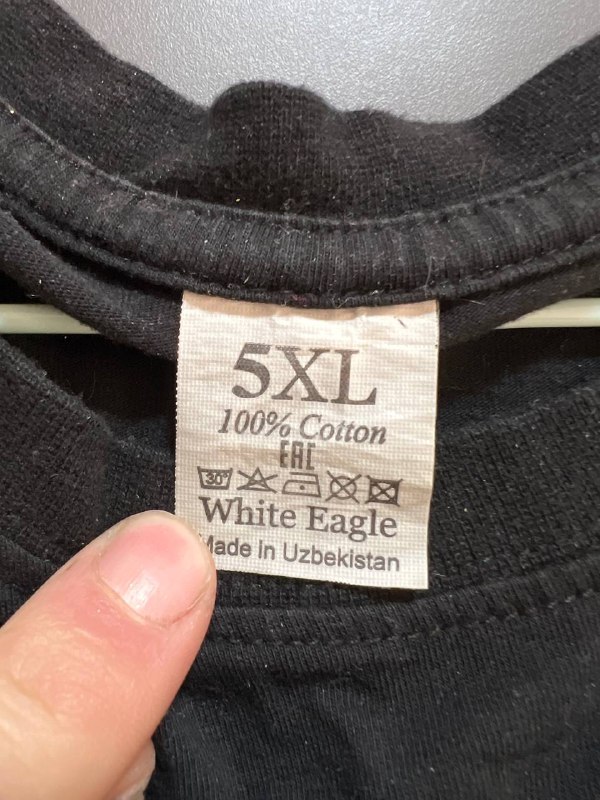 5XL
100% Cotton
EAC
30°
White Eagle
Made in Uzbekistan